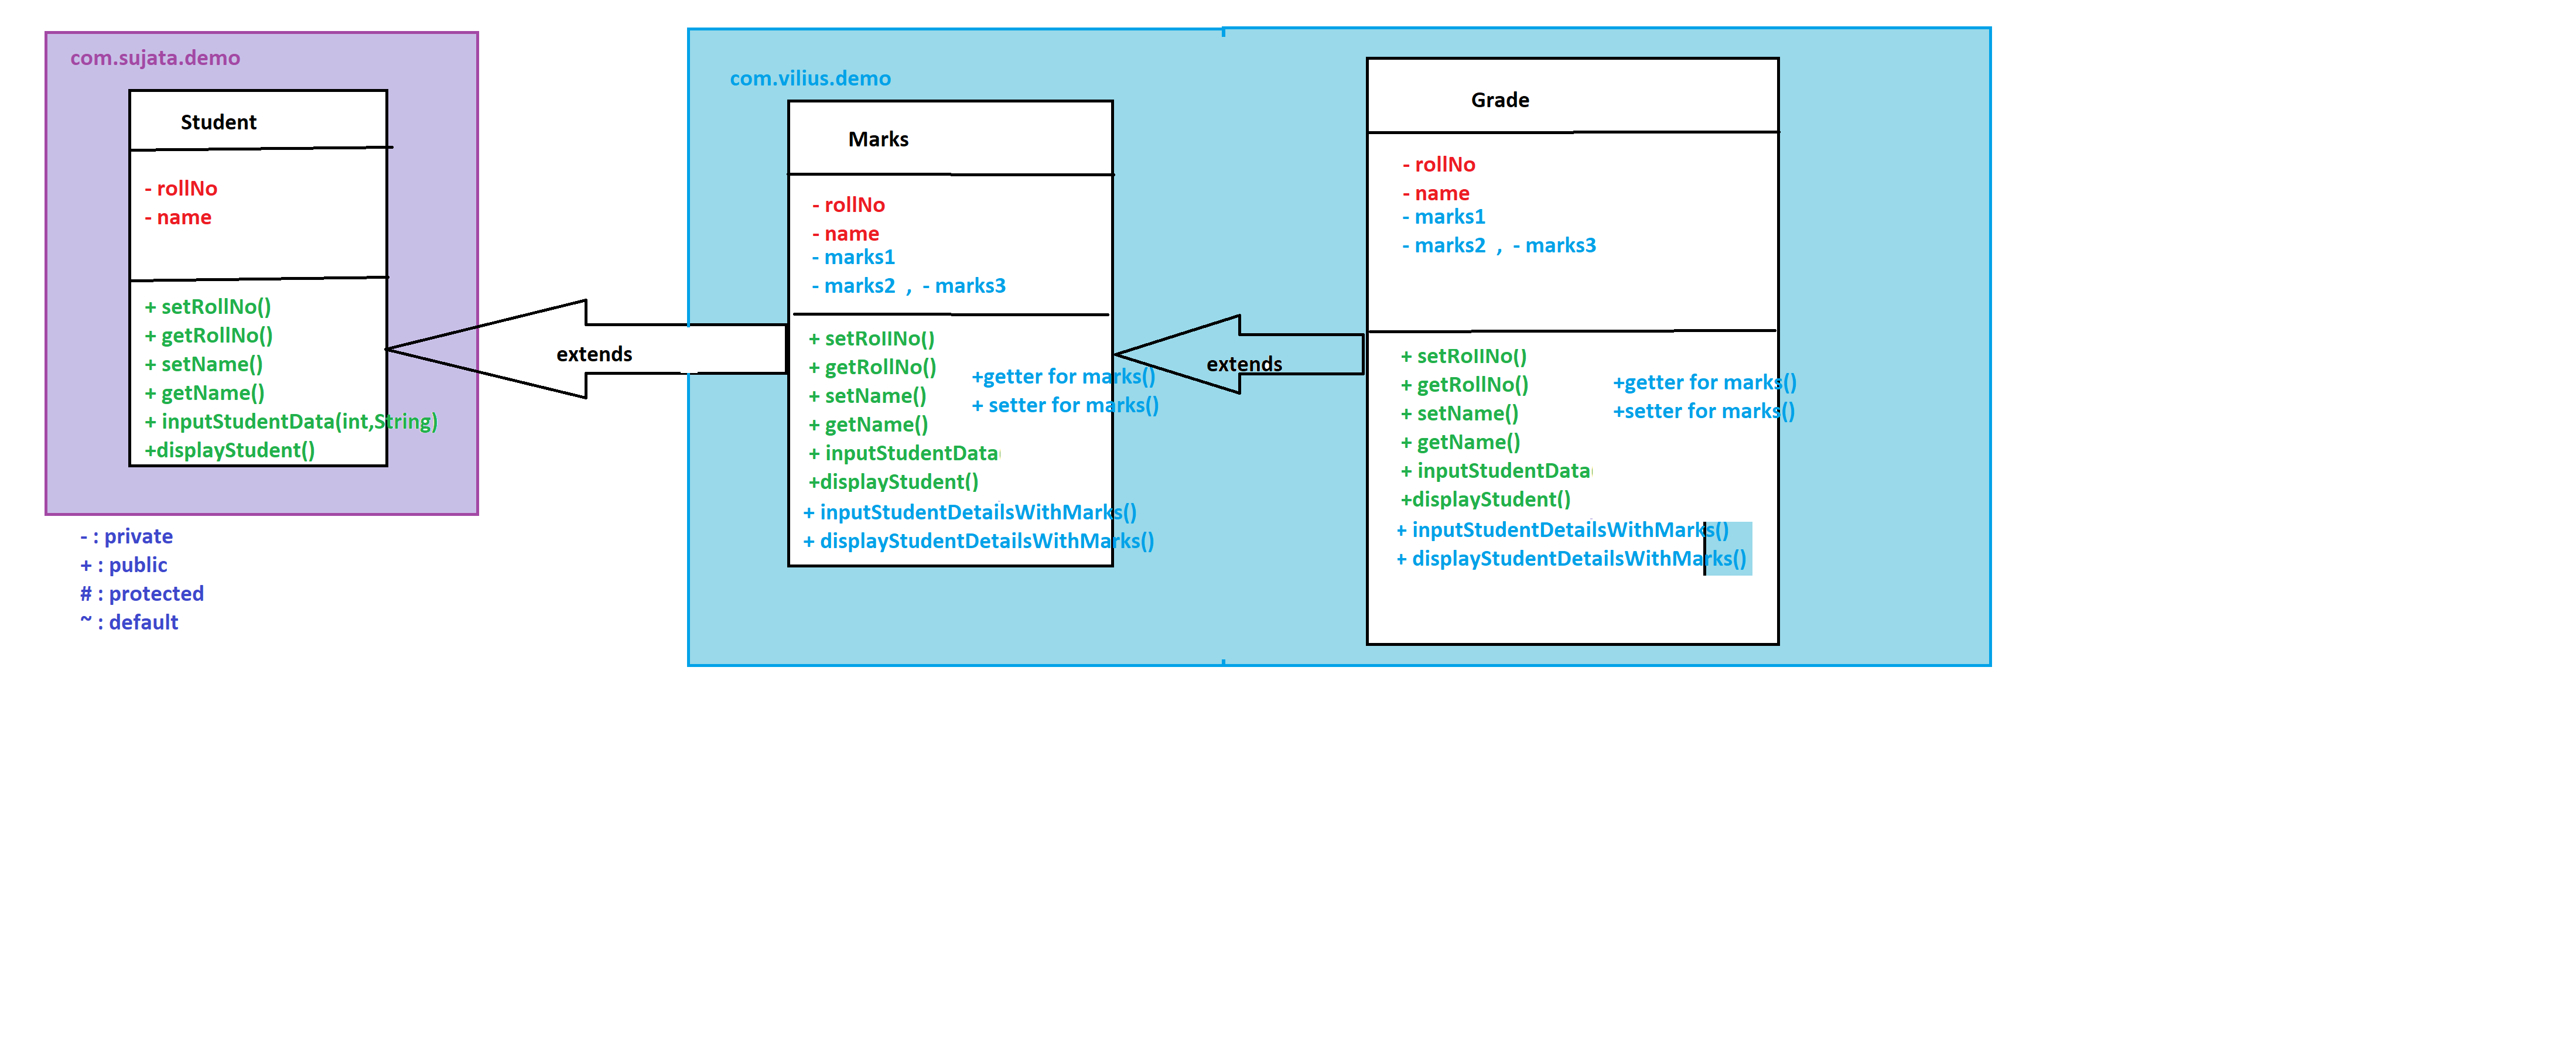 com.sujata.demo
Student
- rollNo
- name
+ setRollNo()
+ getRollNo()
+ setName()
+ getName()
+ inputStudentData(int,String)
+displayStudent()
- : private
+ : public
# : protected
~ : default
extends
com.vilius.demo
Marks
- rollNo
- name
- marks1
- marks2 , - marks3
+ setRollNo()
+ getRollNo()
+ setName()
+ getName()
+ inputStudentData
+displayStudent()
+getter for marks()
+ setter for marks()
+ inputStudentDetailsWithMarks()
+ displayStudentDetailsWithMarks()
extends
Grade
- rollNo
- name
- marks1
- marks2 , - marks3
+ setRollNo()
+ getRollNo()
+ setName()
+ getName()
+ inputStudentData
+displayStudent()
+getter for marks()
+setter for marks()
+ inputStudentDetailsWithMarks()
+ displayStudentDetailsWithMarks()